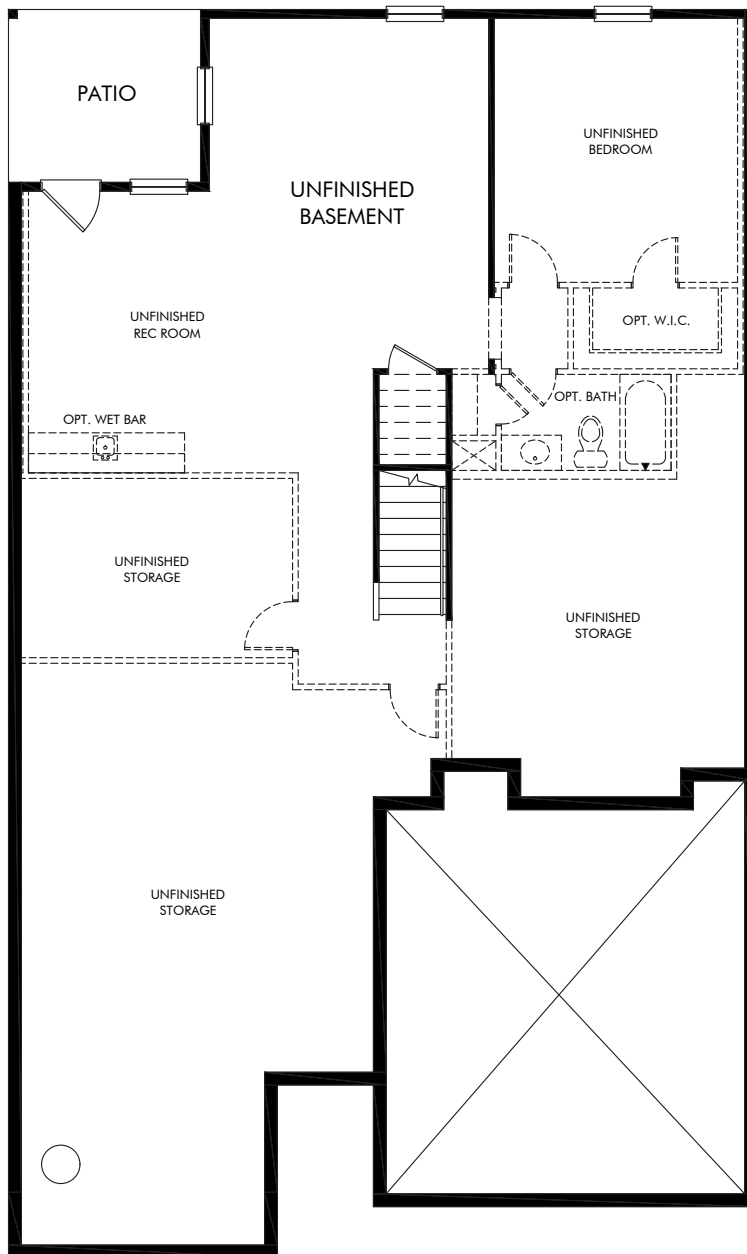 PATIO
UNFINISHED
BEDROOM
UNFINISHED
BASEMENT
UNFINISHED
REC ROOM
OPT. W.I.C.
OPT. BATH
OPT. WET BAR
UNFINISHED
STORAGE
UNFINISHED
STORAGE
UNFINISHED
STORAGE